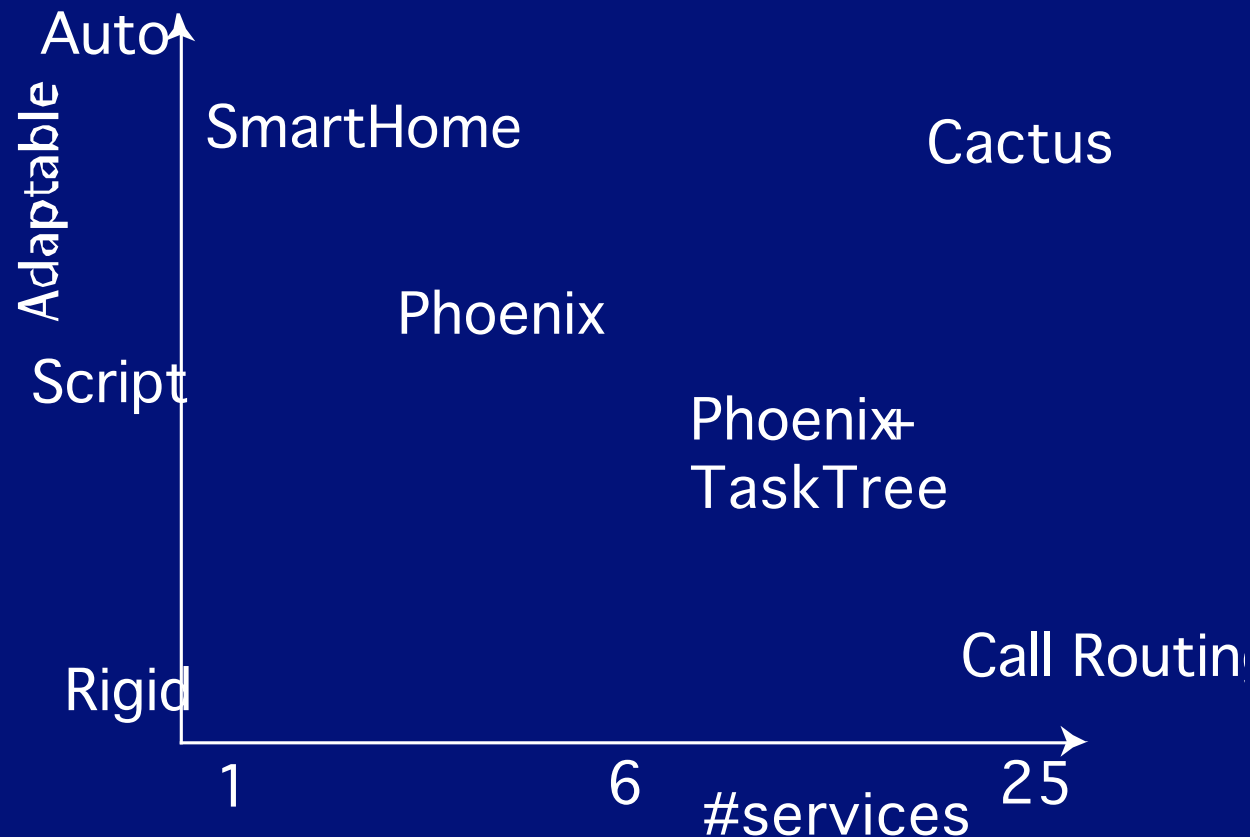 Auto
Adaptable
SmartHome
Cactus
Phoenix
Script
Phoenix+
TaskTree
Call Routing
Rigid
1
6
25
#services